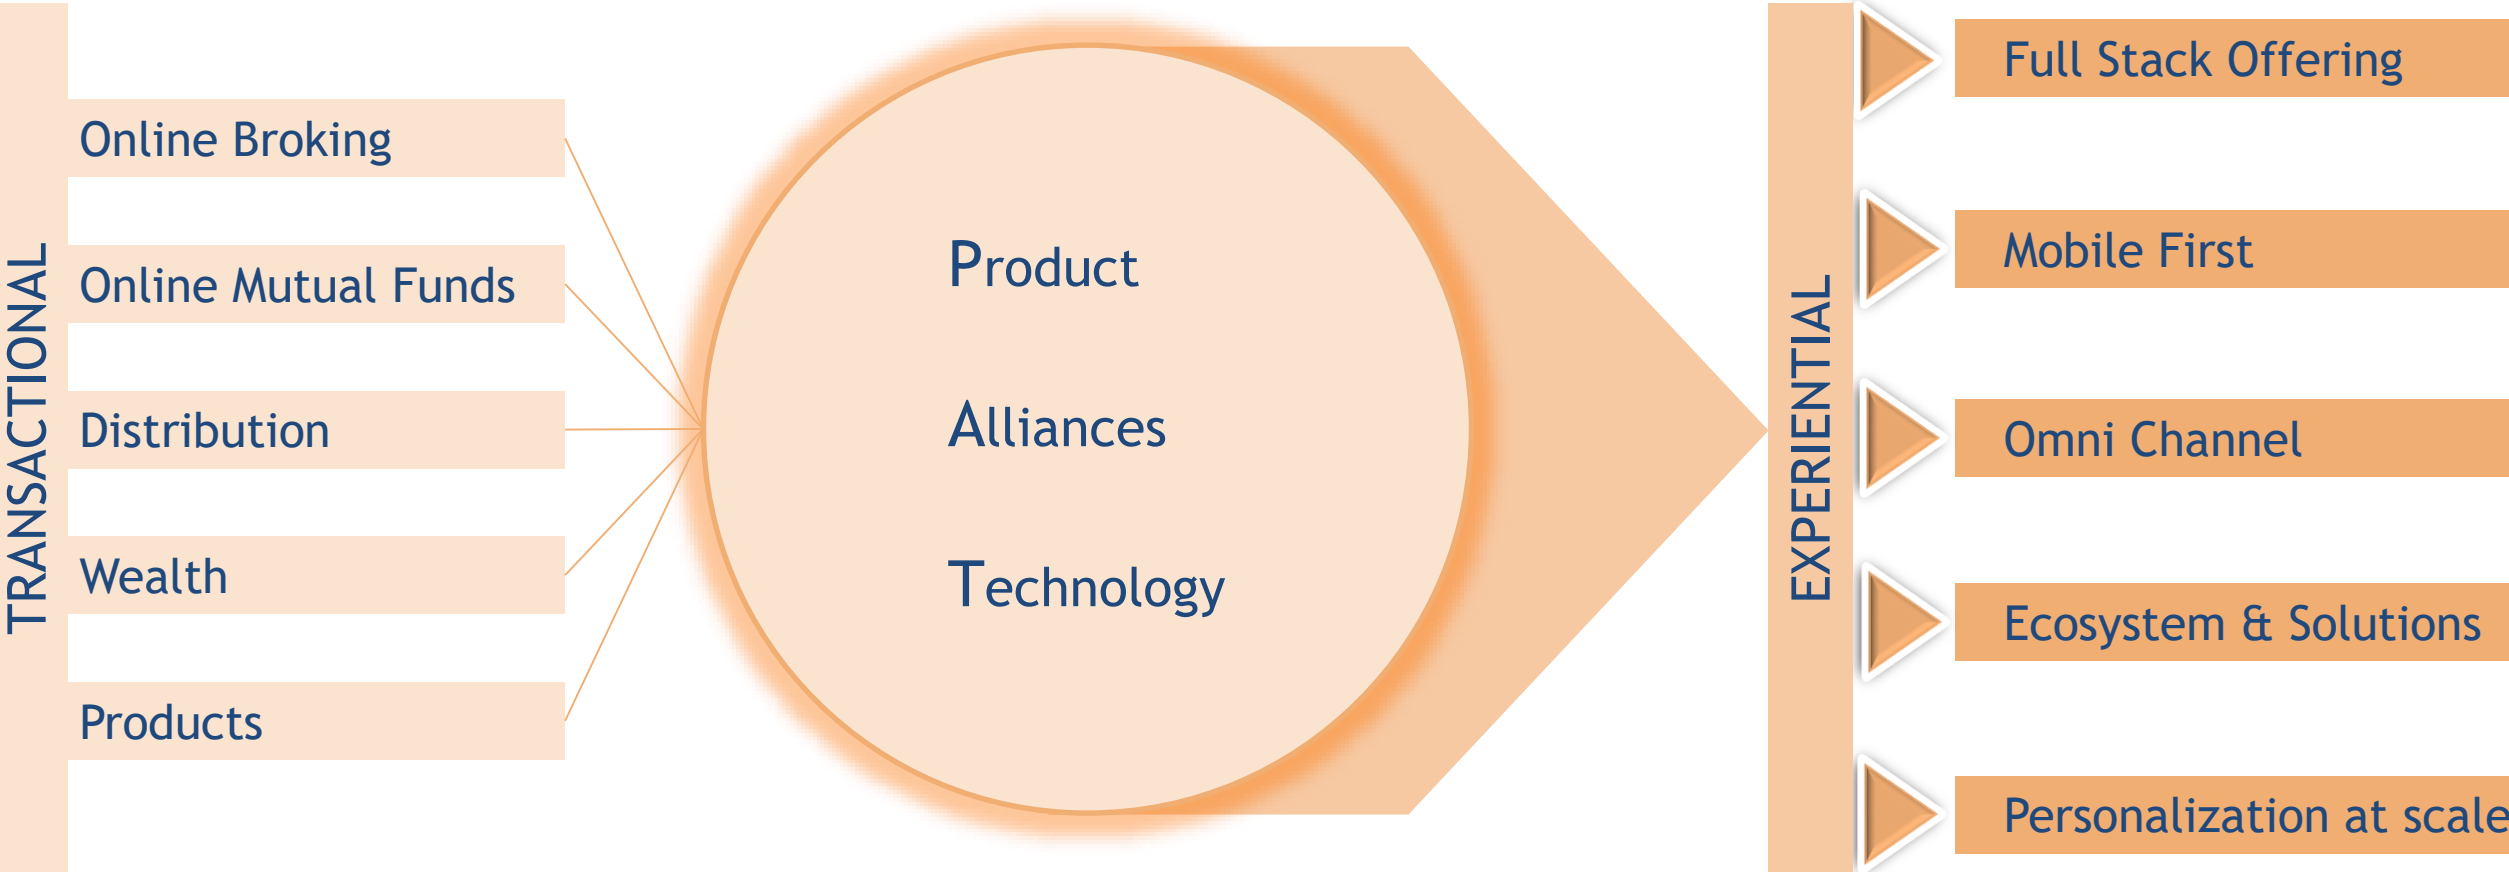 TRANSACTIONAL
Online Broking
Online Mutual Funds
Distribution
Wealth
Products
Product
Alliances
Technology
EXPERIENTIAL
Full Stack Offering
Mobile First
Omni Channel
Ecosystem & Solutions
Personalization at scale